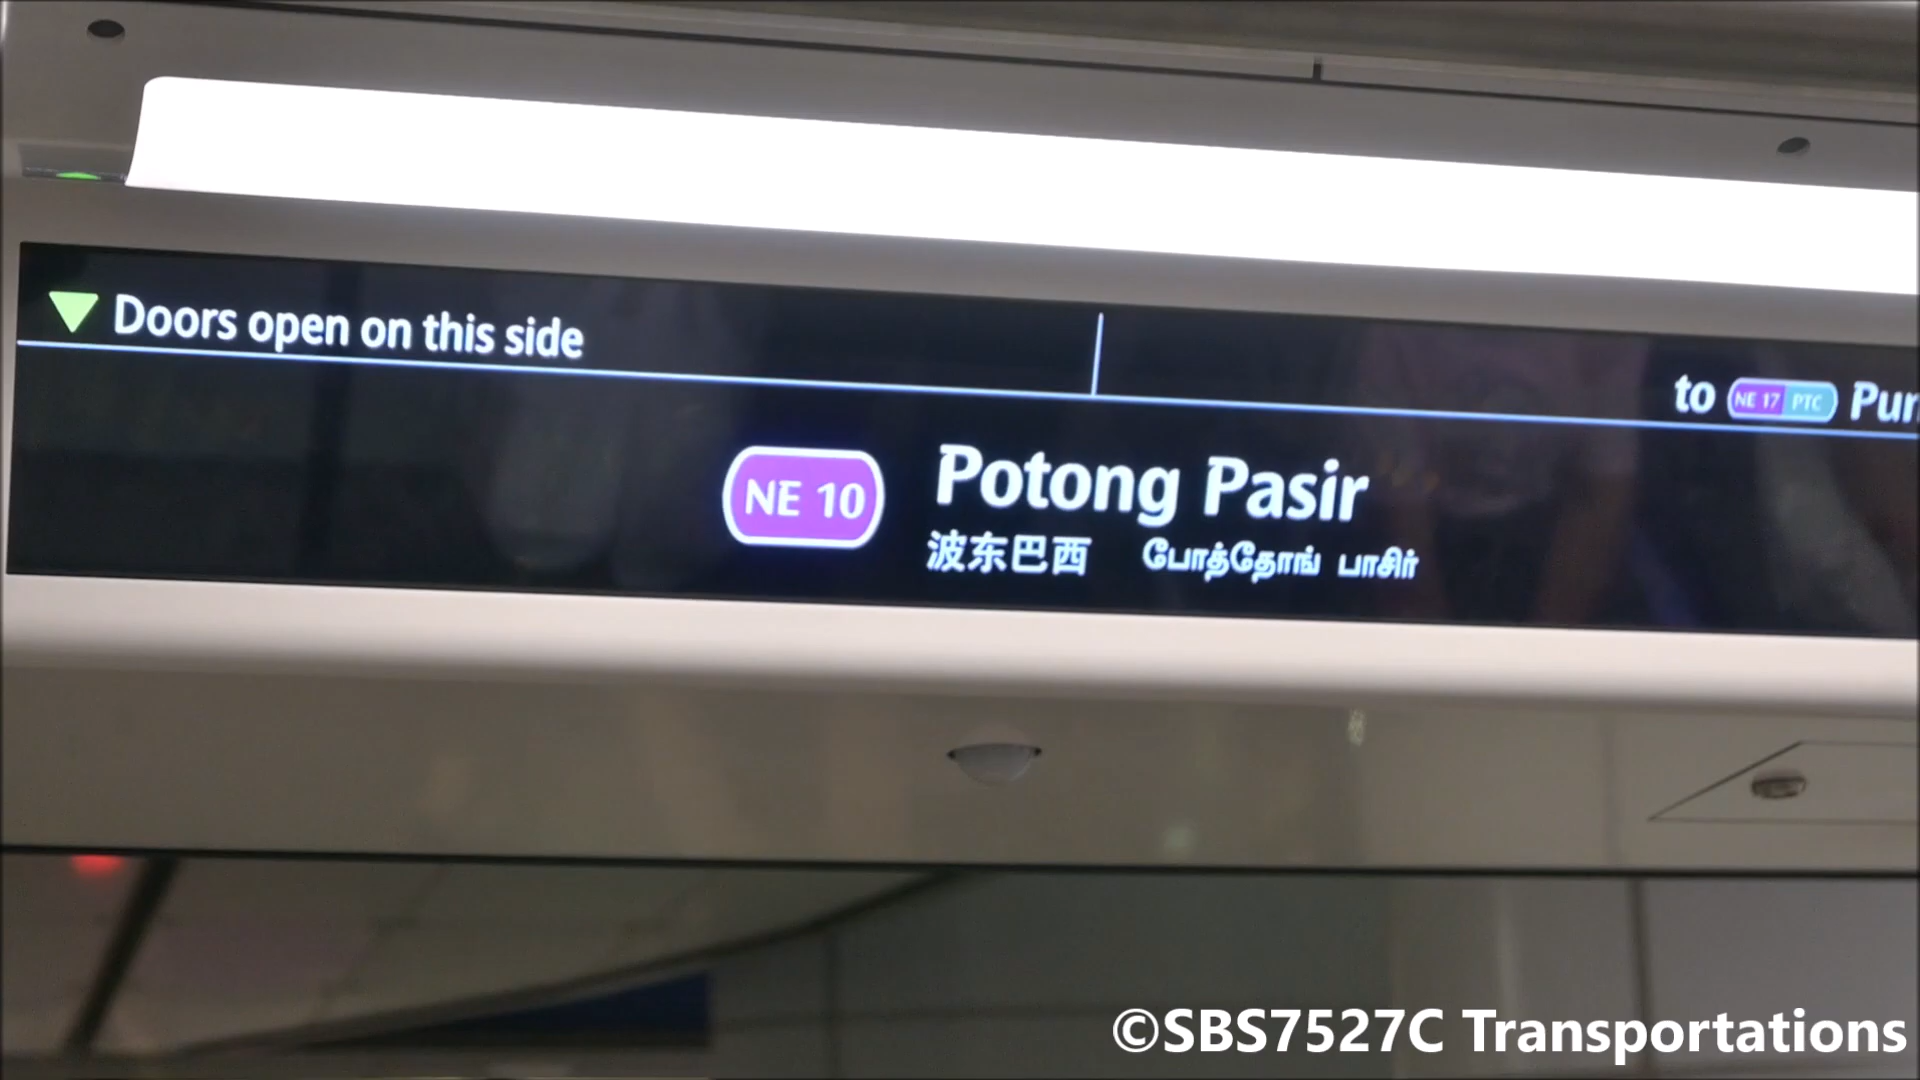 Doors open on this side
to NE 17 PTC Pun
NE 10 Potong Pasir
波东巴西 போத்தோங் பாசிர்
©SBS7527C Transportations